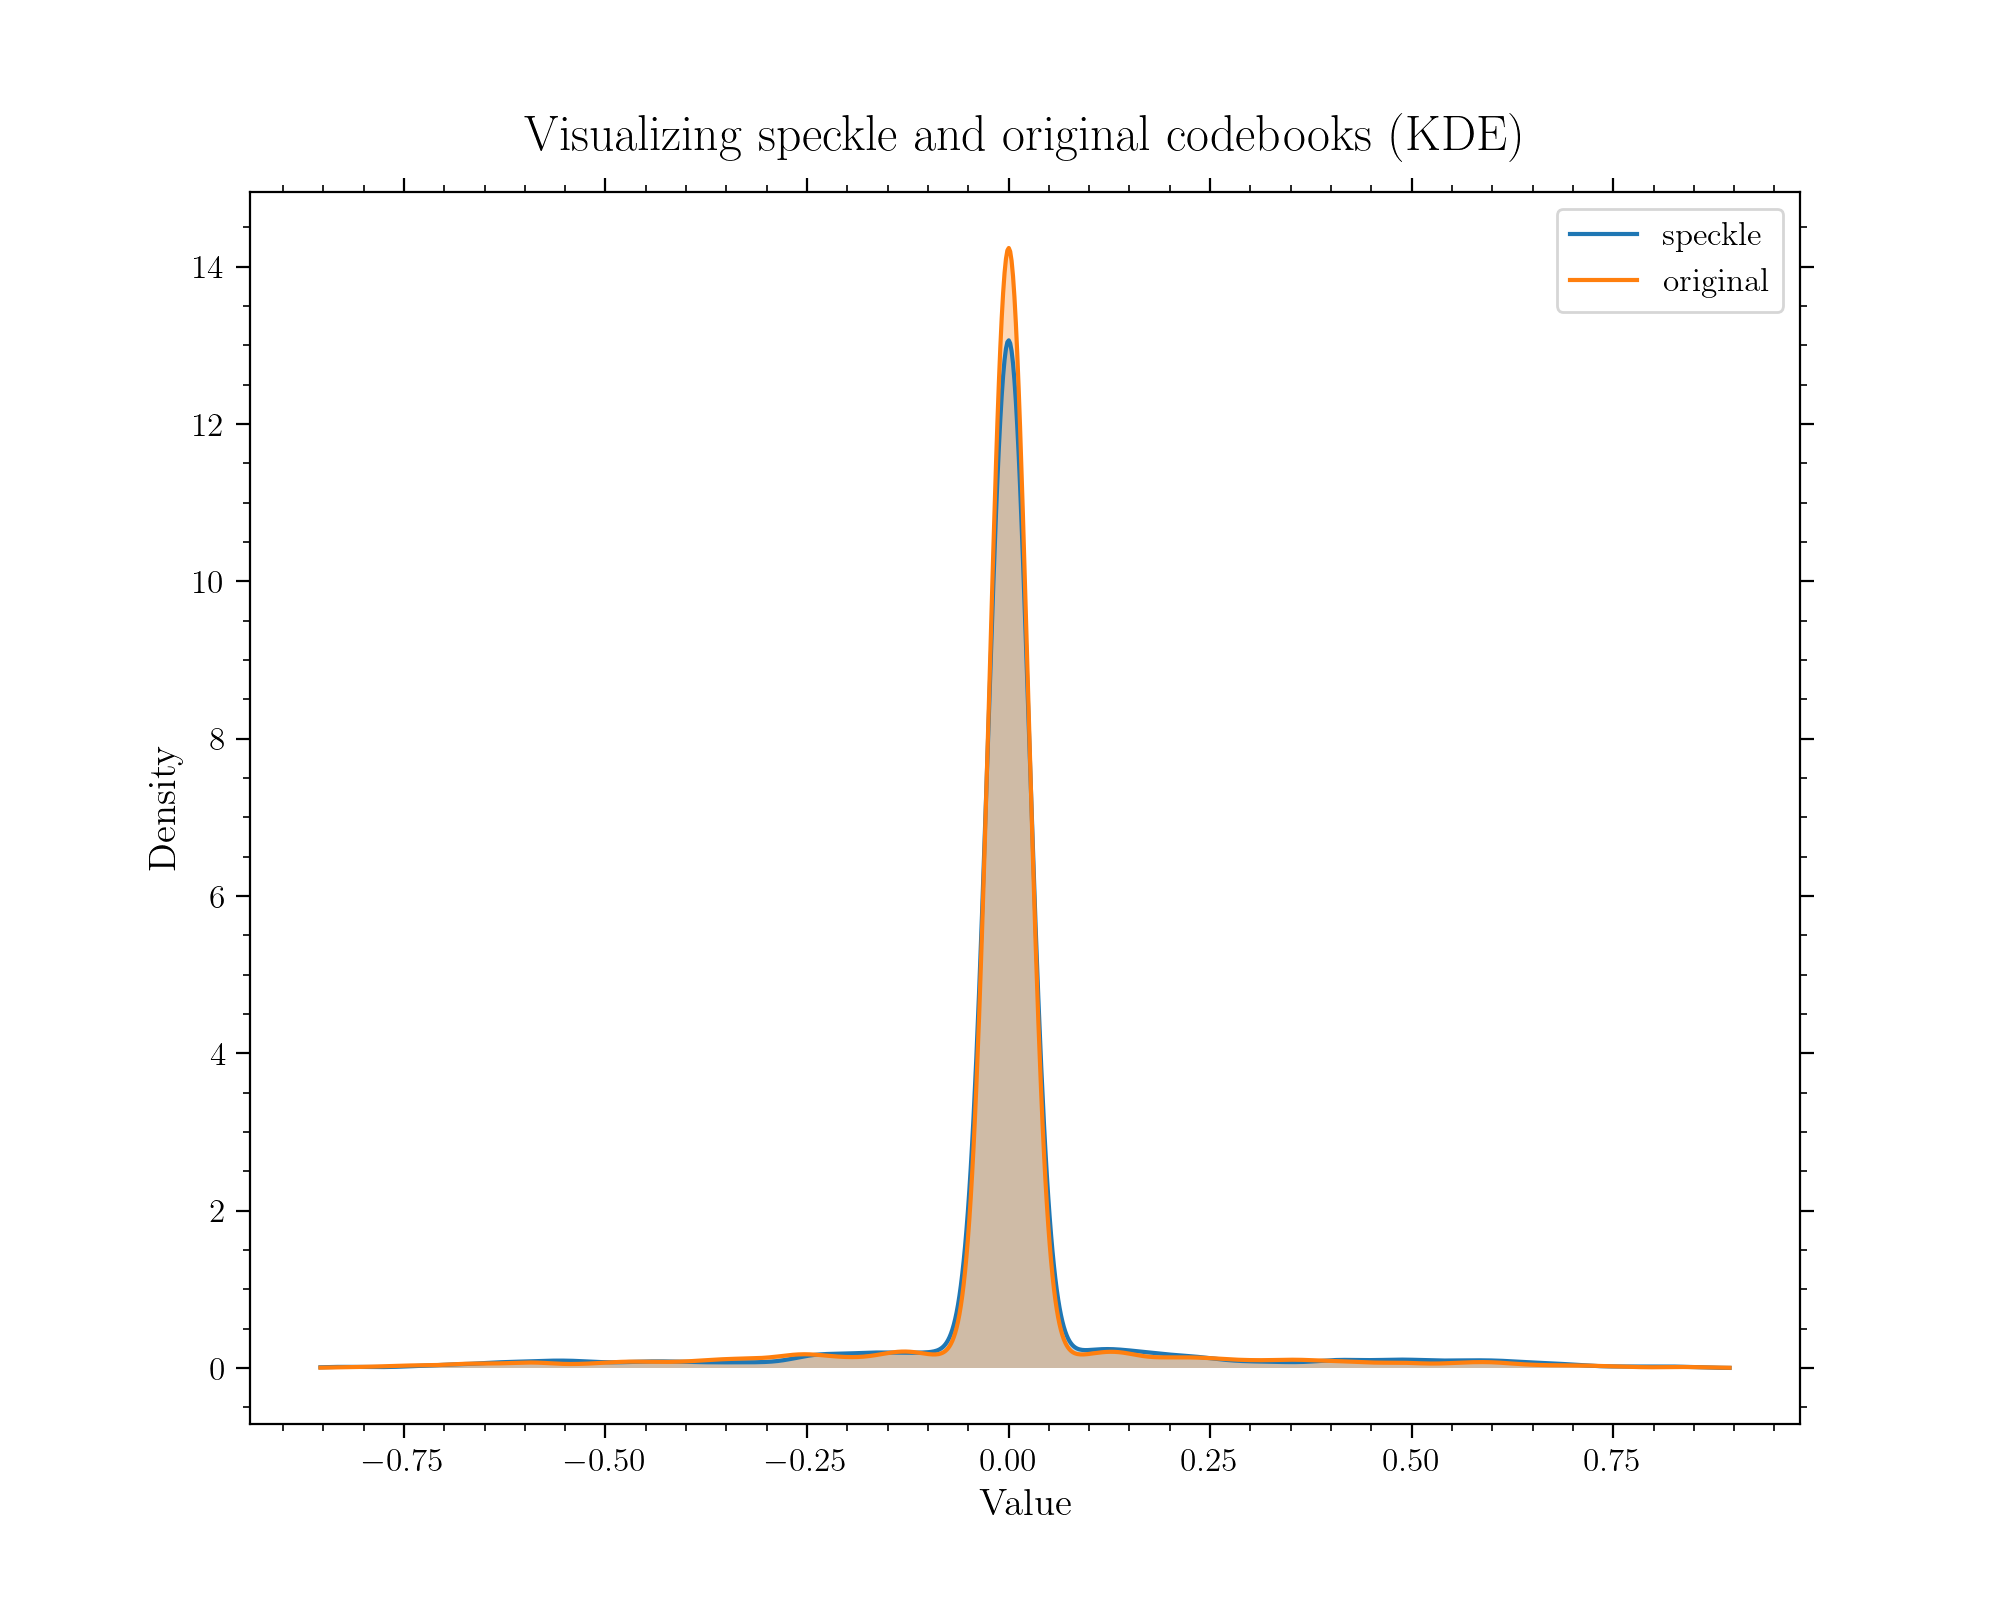 Visualizing speckle and original codebooks (KDE)
speckle
original
14
12
10
8
6
4
2
0
Density
−0.75 −0.50 −0.25 0.00 0.25 0.50 0.75
Value